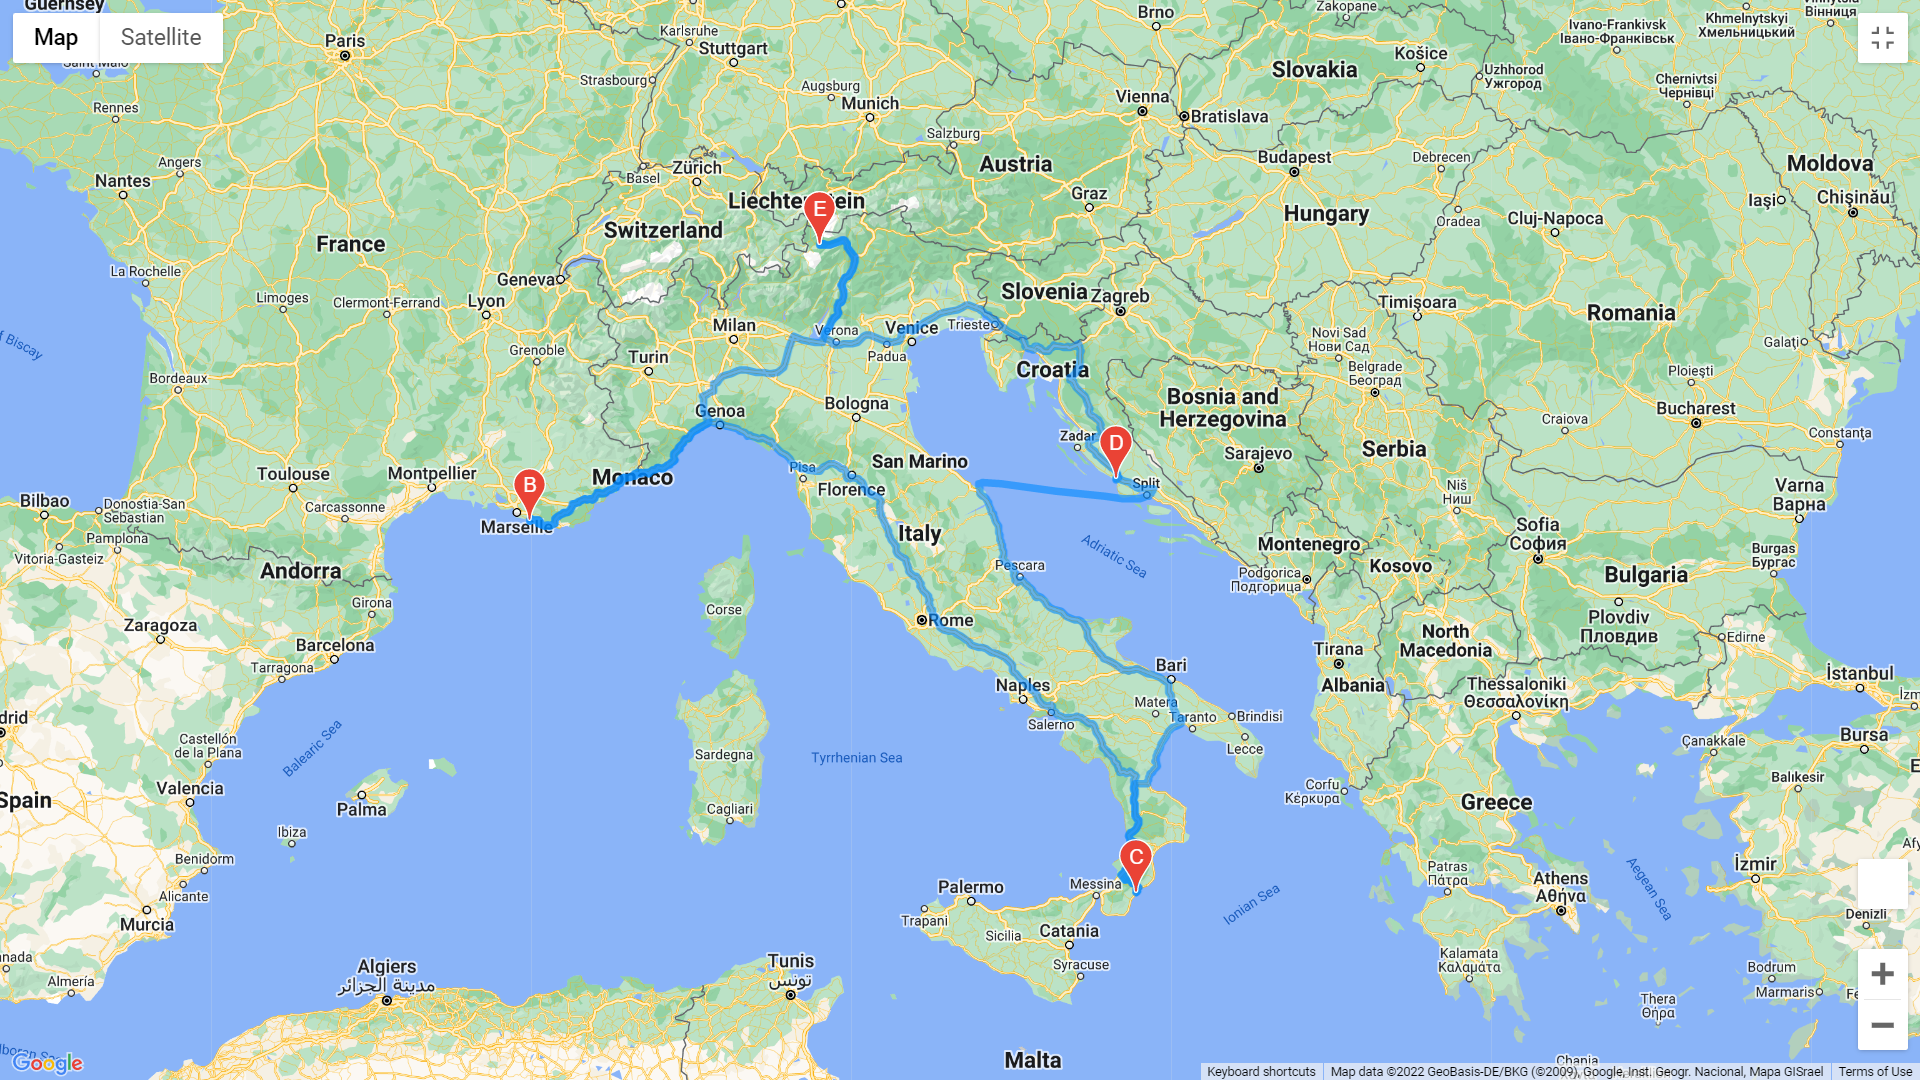 Guernsey
Map
Satellite
Saint-Malo
Rennes
Paris
Karlsruhe
Stuttgart
Strasbourg
Augsburg
Munich
Brno
Zakopane
Slovakia
Košice
Uzhhorod
Ужгород
Ivano-Frankivsk
Івано-Франківськ
Khmelnytskyi
Хмельницький
Вінниця
Chernivtsi
Чернівці
Vienna
Bratislava
Salzburg
Angers
Nantes
Basel
Zürich
Austria
Budapest
Debrecen
Moldova
Iași
Chișinău
Liechtenstein
E
Graz
Switzerland
Hungary
Oradea
Cluj-Napoca
France
La Rochelle
Geneva
Limoges
Clermont-Ferrand
Lyon
Slovenia
Zagreb
Timișoara
Romania
of Biscay
Milan
Verona
Venice
Trieste
Padua
Novi Sad
Нови Сад
Galați
Grenoble
Turin
Croatia
Belgrade
Београд
Ploiești
Bordeaux
Bologna
Genoa
Bosnia and
Herzegovina
Craiova
Bucharest
Constanța
Zadar
D
Serbia
Sarajevo
Toulouse
Montpellier
Monaco
Pisa
San Marino
Florence
Split
Niš
Ниш
Varna
Варна
Bilbao
Donostia-San
Sebastian
Carcassonne
B
Marseille
Pamplona
Vitoria-Gasteiz
Italy
Adriatic Sea
Montenegro
Sofia
София
Kosovo
Burgas
Бургас
Andorra
Pescara
Podgorica
Подгорица
Bulgaria
Girona
Corse
Rome
Plovdiv
Пловдив
Zaragoza
Barcelona
North
Macedonia
Edirne
Tirana
Tarragona
Bari
Albania
Thessaloniki
Θεσσαλονίκη
İstanbul
Naples
Matera
Taranto
Brindisi
Salerno
Lecce
Castellón
de la Plana
Balearic Sea
Sardegna
Tyrrhenian Sea
Çanakkale
Bursa
Spain
Valencia
Palma
Corfu
Κέρκυρα
Greece
Balıkesir
Cagliari
Ibiza
Benidorm
Alicante
Murcia
C
Messina
Palermo
Trapani
Ionian Sea
Patras
Πάτρα
Athens
Αθήνα
Aegean Sea
İzmir
Denizli
Sicilia
Catania
Syracuse
Kalamata
Καλαμάτα
Almería
Algiers
مدينة الجزائر
Tunis
تونس
Bodrum
Marmaris
Thera
Θήρα
Malta
Chania
Google
Keyboard shortcuts
Map data ©2022 GeoBasis-DE/BKG (©2009), Google, Inst. Geogr. Nacional, Mapa GISrael
Terms of Use